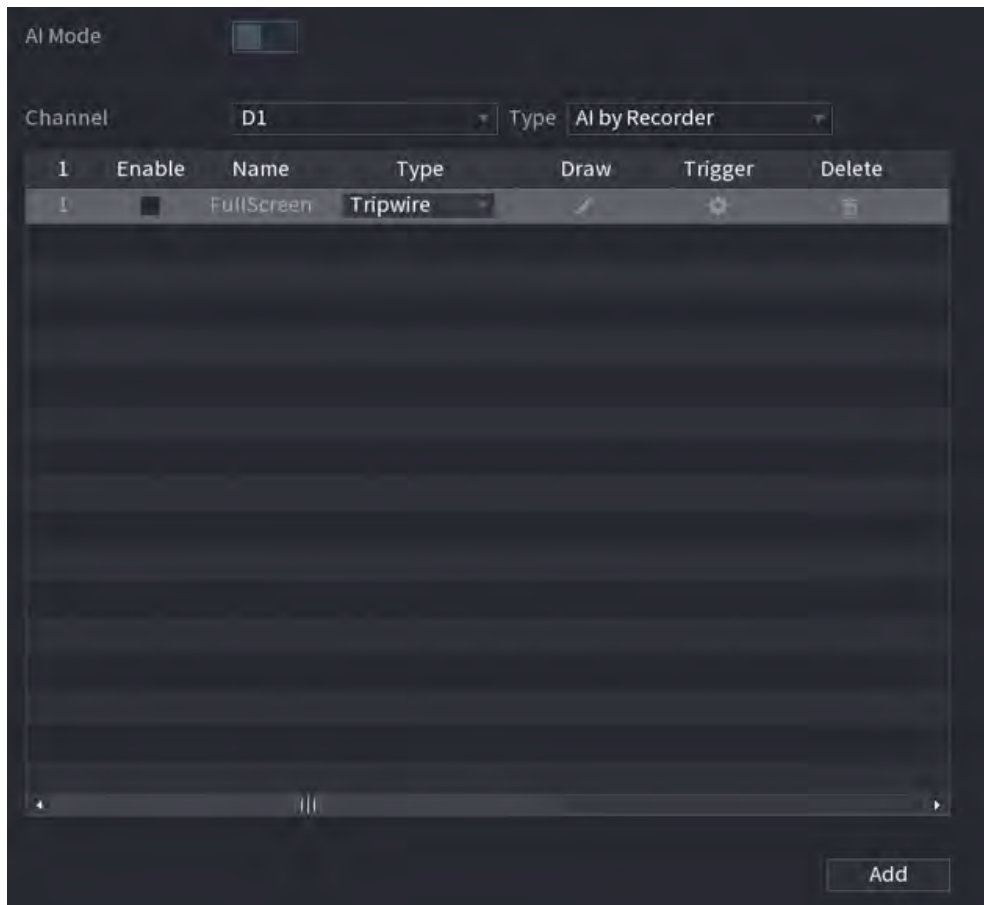 AI Mode
Channel D1 Type AI by Recorder
1 Enable Name Type Draw Trigger Delete
1 FullScreen Tripwire
Add